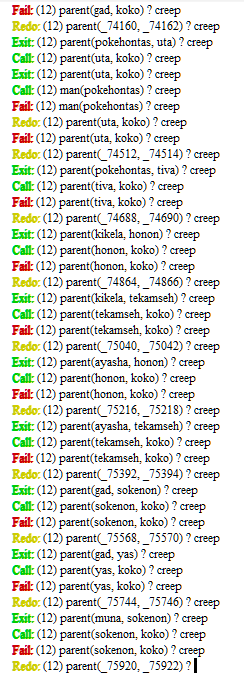 Fail: (12) parent(gad, koko) ? creep
Redo: (12) parent(_74160, _74162) ? creep
Exit: (12) parent(pokehontas, uta) ? creep
Call: (12) parent(uta, koko) ? creep
Exit: (12) parent(uta, koko) ? creep
Call: (12) man(pokehontas) ? creep
Fail: (12) man(pokehontas) ? creep
Redo: (12) parent(uta, koko) ? creep
Fail: (12) parent(uta, koko) ? creep
Redo: (12) parent(_74512, _74514) ? creep
Exit: (12) parent(pokehontas, tiva) ? creep
Call: (12) parent(tiva, koko) ? creep
Fail: (12) parent(tiva, koko) ? creep
Redo: (12) parent(_74688, _74690) ? creep
Exit: (12) parent(kikela, honon) ? creep
Call: (12) parent(honon, koko) ? creep
Fail: (12) parent(honon, koko) ? creep
Redo: (12) parent(_74864, _74866) ? creep
Exit: (12) parent(kikela, tekamseh) ? creep
Call: (12) parent(tekamseh, koko) ? creep
Fail: (12) parent(tekamseh, koko) ? creep
Redo: (12) parent(_75040, _75042) ? creep
Exit: (12) parent(ayasha, honon) ? creep
Call: (12) parent(honon, koko) ? creep
Fail: (12) parent(honon, koko) ? creep
Redo: (12) parent(_75216, _75218) ? creep
Exit: (12) parent(ayasha, tekamseh) ? creep
Call: (12) parent(tekamseh, koko) ? creep
Fail: (12) parent(tekamseh, koko) ? creep
Redo: (12) parent(_75392, _75394) ? creep
Exit: (12) parent(gad, sokenon) ? creep
Call: (12) parent(sokenon, koko) ? creep
Fail: (12) parent(sokenon, koko) ? creep
Redo: (12) parent(_75568, _75570) ? creep
Exit: (12) parent(gad, yas) ? creep
Call: (12) parent(yas, koko) ? creep
Fail: (12) parent(yas, koko) ? creep
Redo: (12) parent(_75744, _75746) ? creep
Exit: (12) parent(muna, sokenon) ? creep
Call: (12) parent(sokenon, koko) ? creep
Fail: (12) parent(sokenon, koko) ? creep
Redo: (12) parent(_75920, _75922) ?